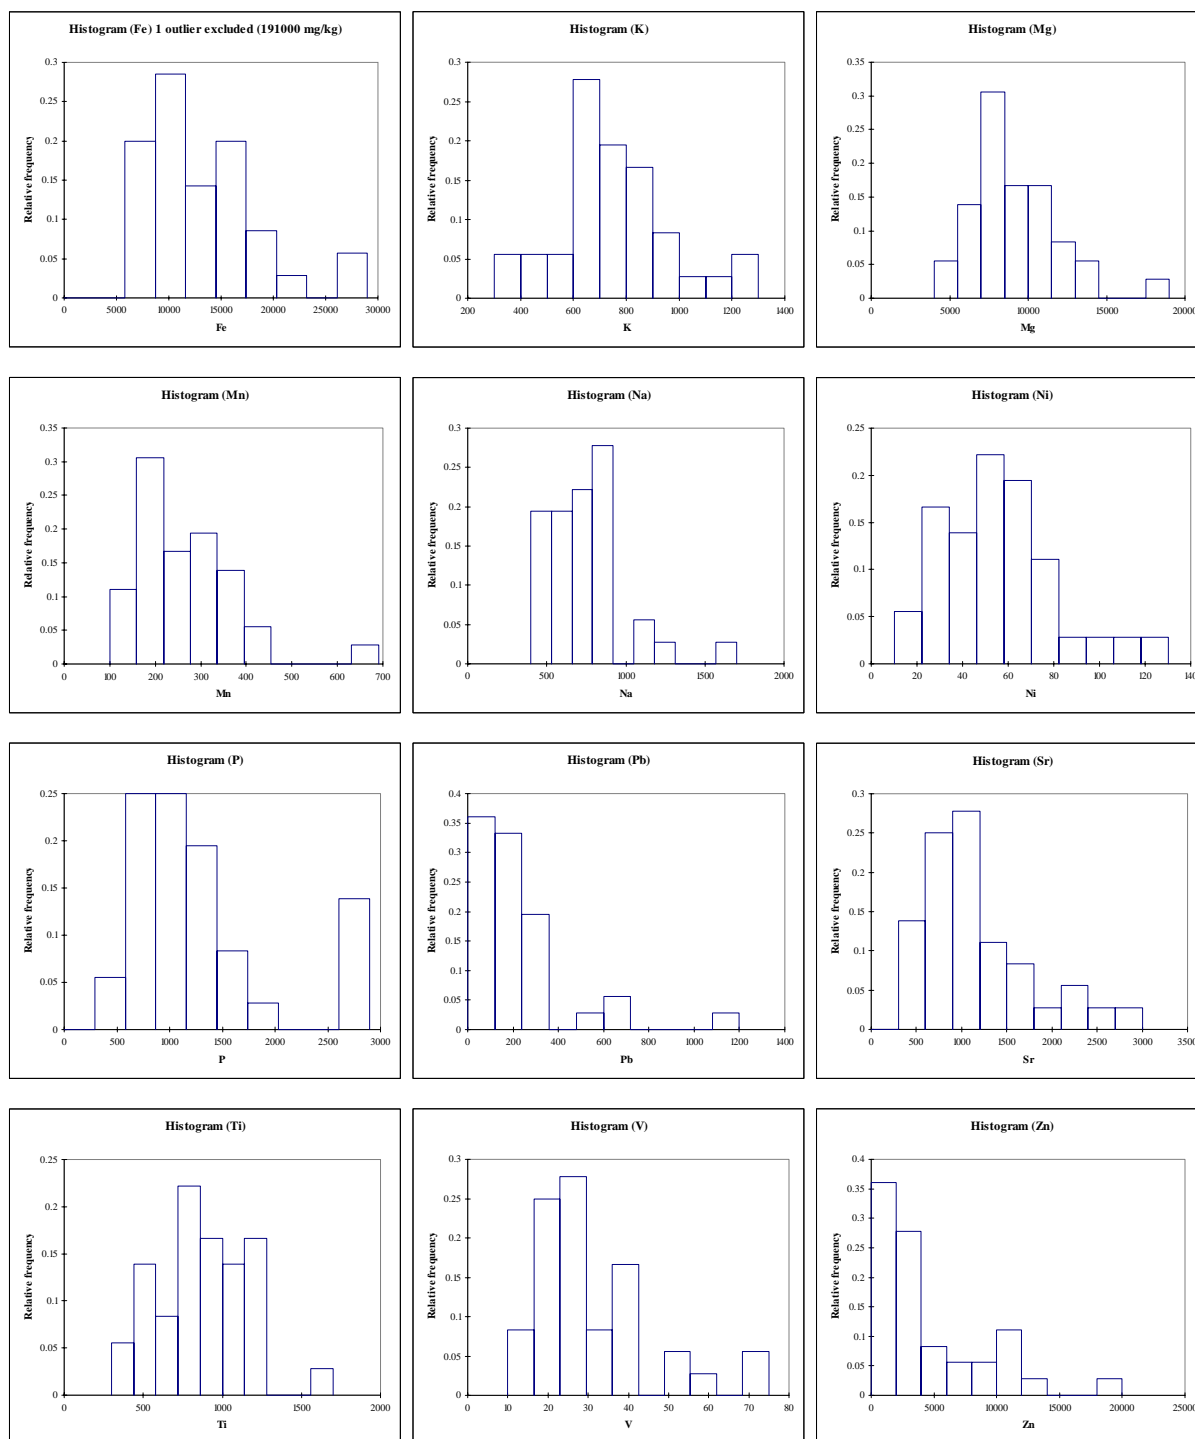 Histogram (Fe) 1 outlier excluded (191000 mg/kg)
Relative frequency
0.3
0.25
0.2
0.15
0.1
0.05
0
0 5000 10000 15000 20000 25000 30000
Fe
Histogram (K)
Relative frequency
0.3
0.25
0.2
0.15
0.1
0.05
0
200 400 600 800 1000 1200 1400
K
Histogram (Mg)
Relative frequency
0.35
0.3
0.25
0.2
0.15
0.1
0.05
0
0 5000 10000 15000 20000
Mg
Histogram (Mn)
Relative frequency
0.35
0.3
0.25
0.2
0.15
0.1
0.05
0
0 100 200 300 400 500 600 700
Mn
Histogram (Na)
Relative frequency
0.3
0.25
0.2
0.15
0.1
0.05
0
0 500 1000 1500 2000
Na
Histogram (Ni)
Relative frequency
0.25
0.2
0.15
0.1
0.05
0
0 20 40 60 80 100 120 140
Ni
Histogram (P)
Relative frequency
0.25
0.2
0.15
0.1
0.05
0
0 500 1000 1500 2000 2500 3000
P
Histogram (Pb)
Relative frequency
0.4
0.35
0.3
0.25
0.2
0.15
0.1
0.05
0
0 200 400 600 800 1000 1200 1400
Pb
Histogram (Sr)
Relative frequency
0.3
0.25
0.2
0.15
0.1
0.05
0
0 500 1000 1500 2000 2500 3000 3500
Sr
Histogram (Ti)
Relative frequency
0.25
0.2
0.15
0.1
0.05
0
0 500 1000 1500 2000
Ti
Histogram (V)
Relative frequency
0.3
0.25
0.2
0.15
0.1
0.05
0
0 10 20 30 40 50 60 70 80
V
Histogram (Zn)
Relative frequency
0.4
0.35
0.3
0.25
0.2
0.15
0.1
0.05
0
0 5000 10000 15000 20000 25000
Zn